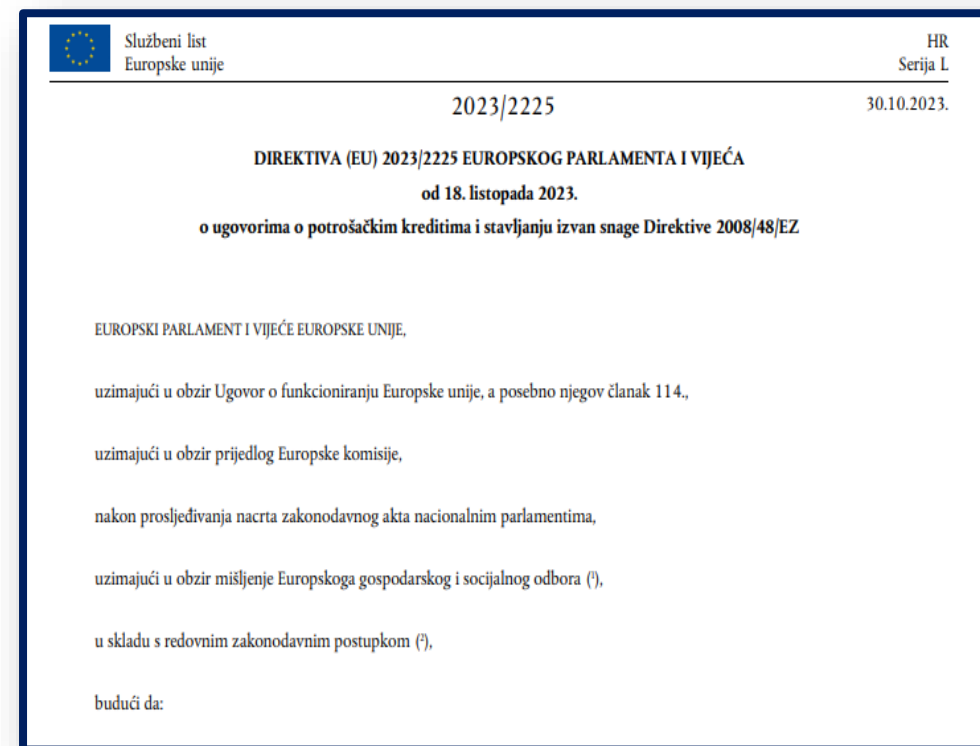 Službeni list
Europske unije
HR
Serija L
2023/2225
30.10.2023.
DIREKTIVA (EU) 2023/2225 EUROPSKOG PARLAMENTA I VIJEĆA
od 18. listopada 2023.
o ugovorima o potrošačkim kreditima i stavljanju izvan snage Direktive 2008/48/EZ
EUROPSKI PARLAMENT I VIJEĆE EUROPSKE UNIJE,
uzimajući u obzir Ugovor o funkcioniranju Europske unije, a posebno njegov članak 114.,
uzimajući u obzir prijedlog Europske komisije,
nakon prosljeđivanja nacrta zakonodavnog akta nacionalnim parlamentima,
uzimajući u obzir mišljenje Europskoga gospodarskog i socijalnog odbora (¹),
u skladu s redovnim zakonodavnim postupkom (²),
budući da: